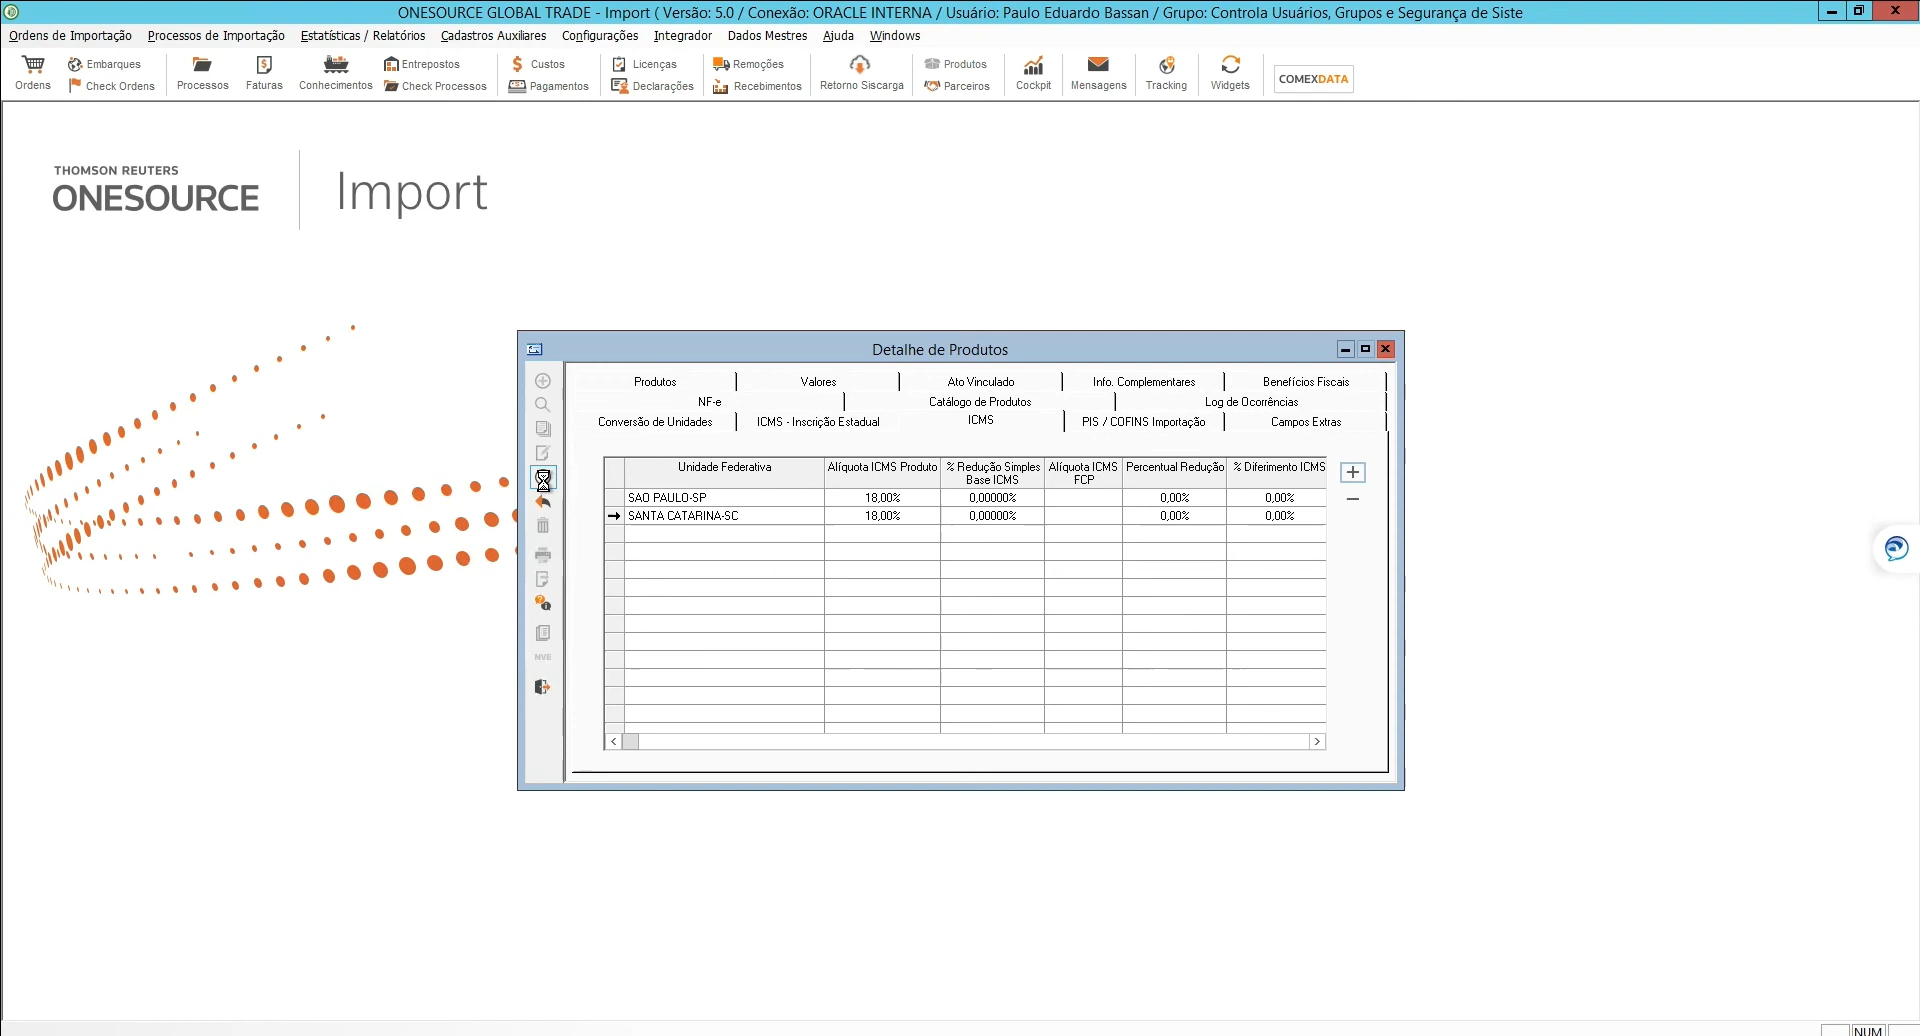 ONESOURCE GLOBAL TRADE - Import ( Versão: 5.0 / Conexão: ORACLE INTERNA / Usuário: Paulo Eduardo Bassan / Grupo: Controla Usuários, Grupos e Segurança de Siste
Ordens de Importação Processos de Importação Estatísticas / Relatórios Cadastros Auxiliares Configurações Integrador Dados Mestres Ajuda Windows
Embarques Entrepostos Custos Licenças Remoções Produtos
Ordens Check Ordens Processos Faturas Conhecimentos Check Processos Pagamentos Declarações Recebimentos Retorno Siscarga Parceiros Cockpit Mensagens Tracking Widgets COMEXDATA
THOMSON REUTERS
ONESOURCE
Import
Detalhe de Produtos
Produtos Valores Ato Vinculado Info. Complementares Benefícios Fiscais
NF-e Catálogo de Produtos Log de Ocorrências
Conversão de Unidades ICMS - Inscrição Estadual ICMS PIS / COFINS Importação Campos Extras
Unidade Federativa Alíquota ICMS Produto % Redução Simples Alíquota ICMS Percentual Redução % Diferimento ICMS
Base ICMS FCP
SAO PAULO-SP 18,00% 0,00000% 0,00% 0,00%
SANTA CATARINA-SC 18,00% 0,00000% 0,00% 0,00%
NVE
NUM